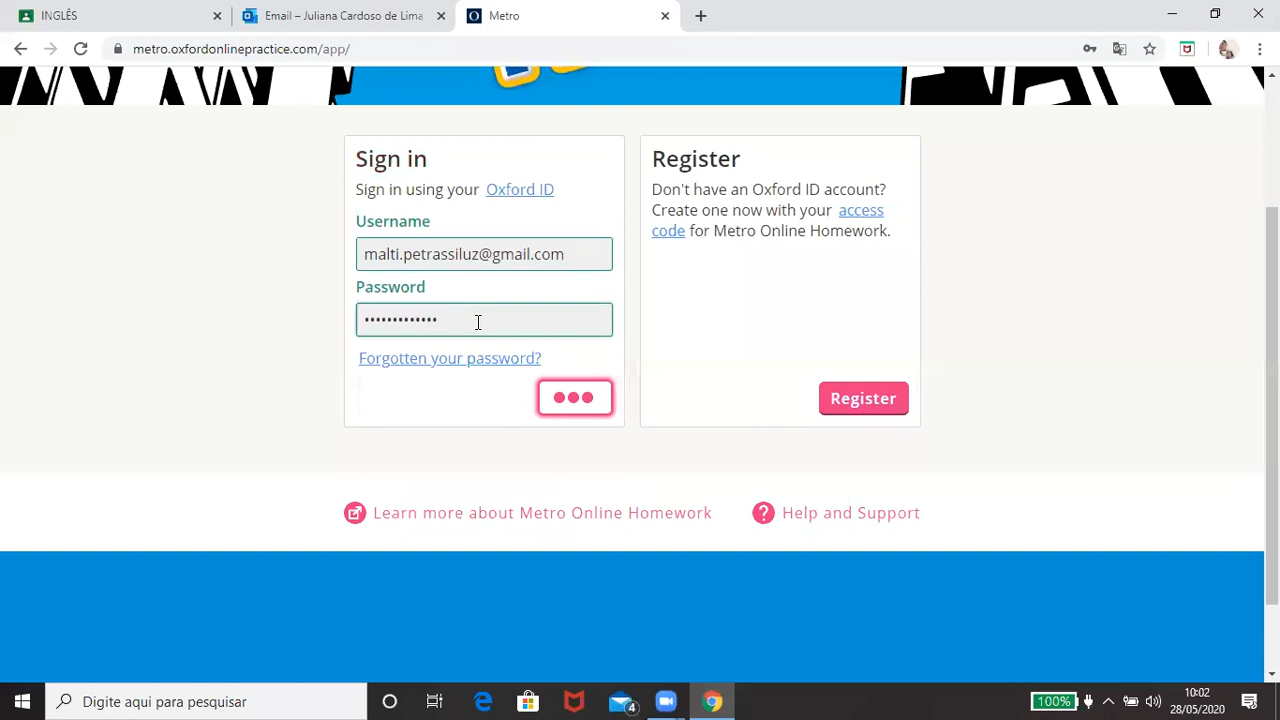 INGLÊS
Email – Juliana Cardoso de Lima
Metro
metro.oxfordonlinepractice.com/app/
Sign in
Sign in using your Oxford ID
Username
malti.petrassiluz@gmail.com
Password
•••••••••••••
Forgotten your password?
Register
Don't have an Oxford ID account?
Create one now with your access
code for Metro Online Homework.
Register
Learn more about Metro Online Homework
Help and Support
Digite aqui para pesquisar
4
100%
10:02
28/05/2020